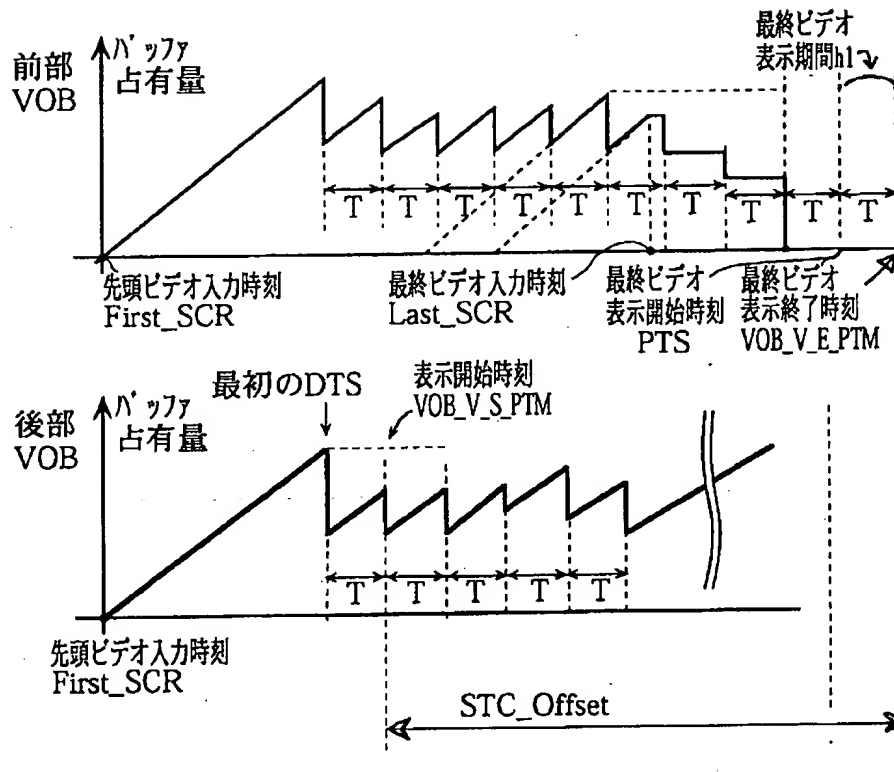 最終ビデオ
表示期間h1
前部
VOB
バッファ
占有量
T T T T T T T T T T
先頭ビデオ入力時刻
First_SCR
最終ビデオ入力時刻
Last_SCR
最終ビデオ
表示開始時刻
PTS
最終ビデオ
表示終了時刻
VOB_V_E_PTM
後部
VOB
バッファ
占有量
最初のDTS
表示開始時刻
VOB_V_S_PTM
T T T T T
先頭ビデオ入力時刻
First_SCR
STC_Offset